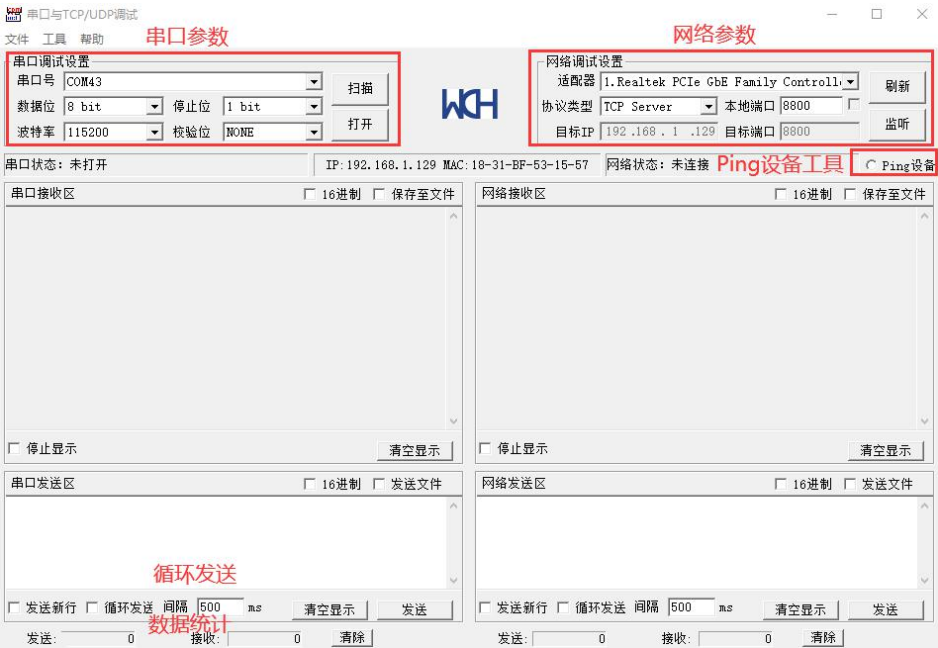 串口与TCP/UDP调试
文件 工具 帮助
串口参数
网络参数
串口调试设置
串口号 COM43 扫描
数据位 8 bit 停止位 1 bit
波特率 115200 校验位 NONE 打开
WCH
网络调试设置
适配器 1.Realtek PCIe GbE Family Controll 刷新
协议类型 TCP Server 本地端口 8800
目标IP 192.168.1.129 目标端口 8800 监听
串口状态：未打开 IP:192.168.1.129 MAC:18-31-BF-53-15-57 网络状态：未连接 Ping设备工具 Ping设备
串口接收区 16进制 保存至文件
网络接收区 16进制 保存至文件
停止显示 清空显示
停止显示 清空显示
串口发送区 16进制 发送文件
网络发送区 16进制 发送文件
循环发送
发送新行 循环发送 间隔 500 ms 清空显示 发送
发送新行 循环发送 间隔 500 ms 清空显示 发送
数据统计
发送: 0 接收: 0 清除
发送: 0 接收: 0 清除